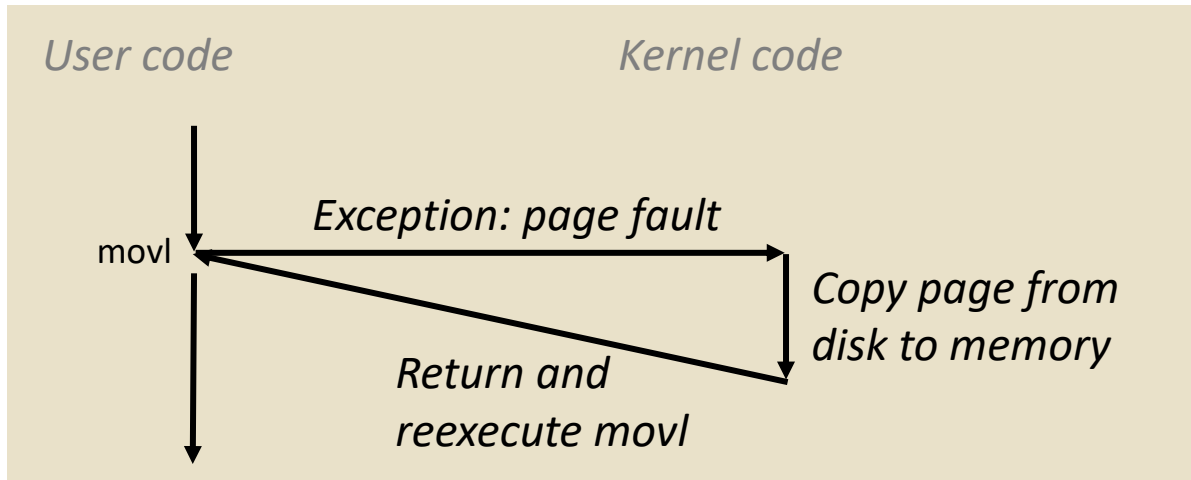 User code
Kernel code
Exception: page fault
movl
Copy page from
disk to memory
Return and
reexecute movl